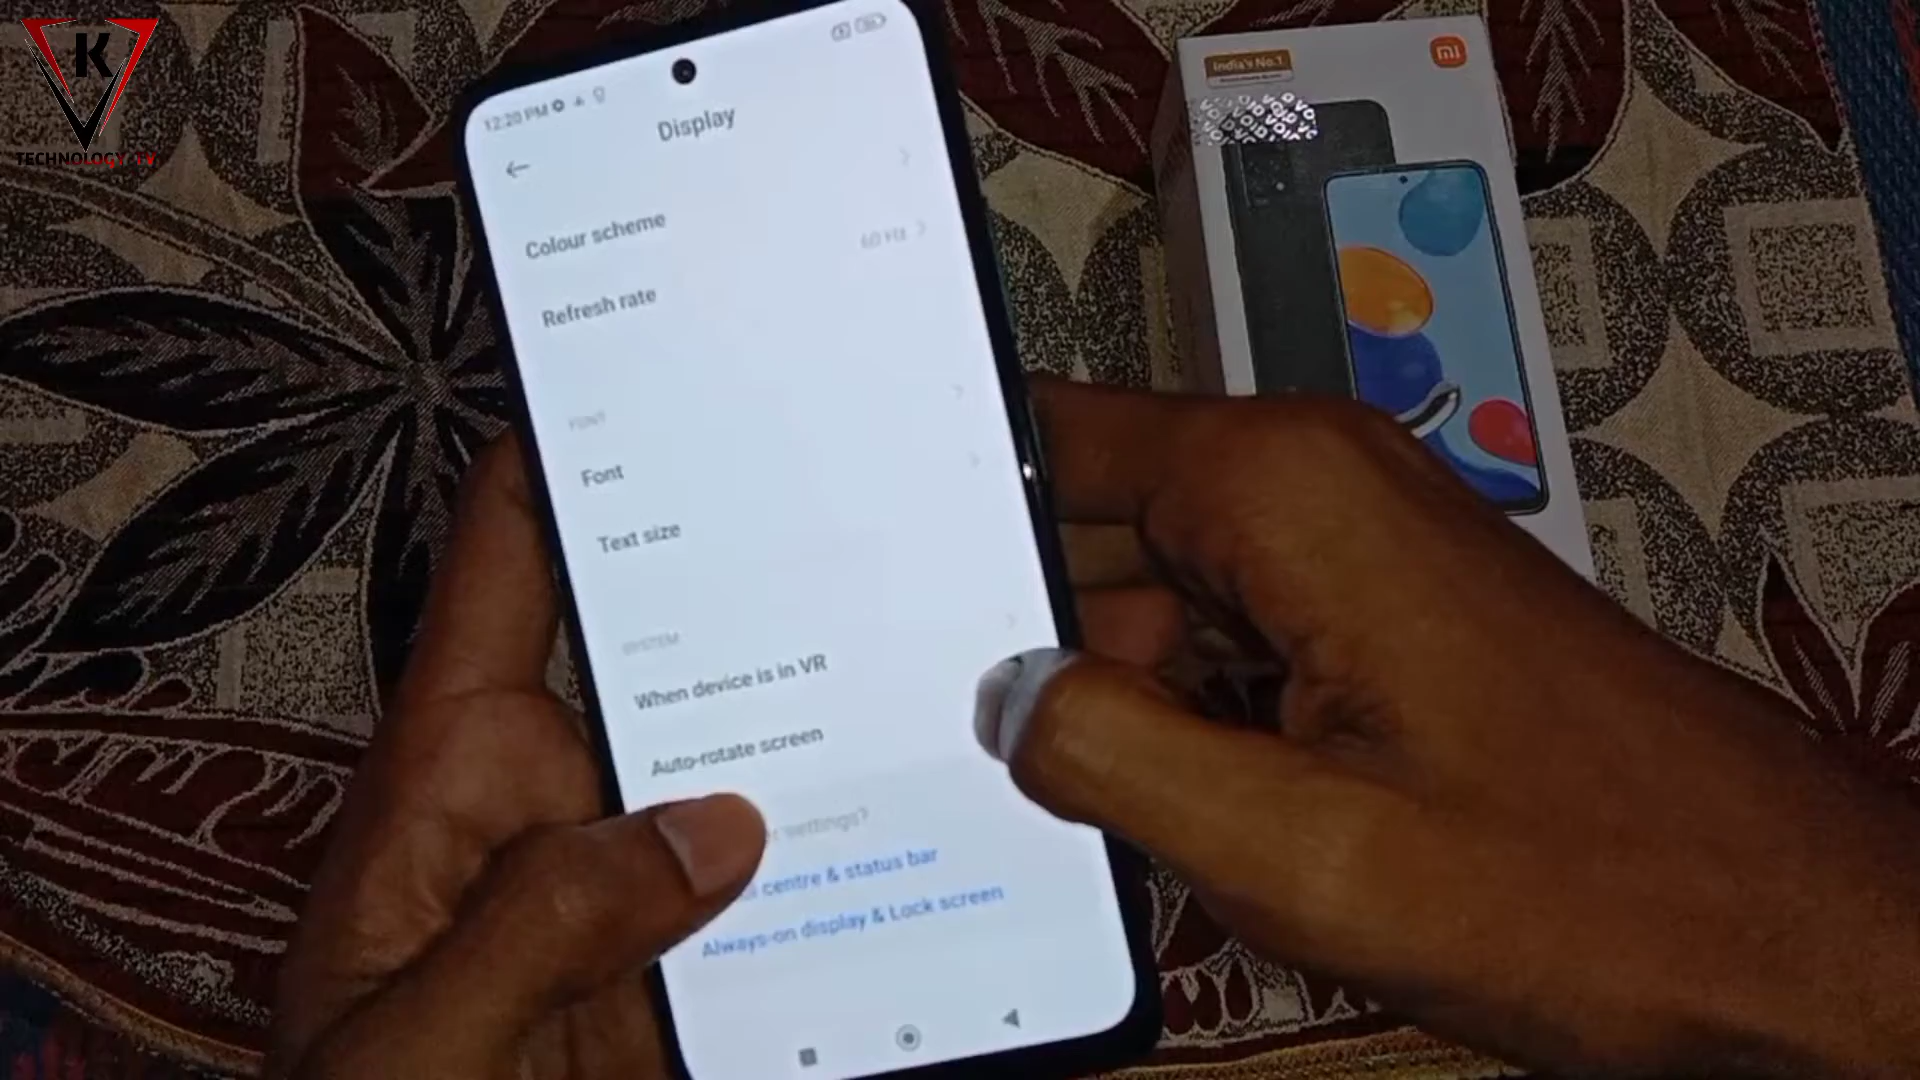 K
TECHNOLOGY TV
12:20 PM
Display
Colour scheme
Refresh rate
60 Hz
FONT
Font
Text size
SYSTEM
When device is in VR
Auto-rotate screen
settings?
centre & status bar
Always-on display & Lock screen
India's No.1
mi
VOID